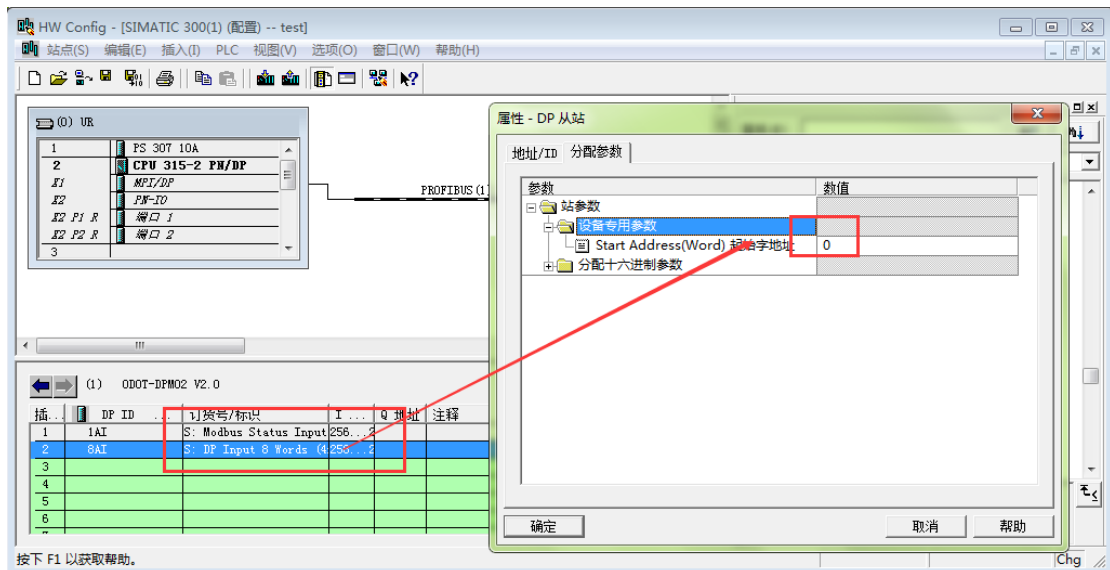 HW Config - [SIMATIC 300(1) (配置) -- test]
站点(S) 编辑(E) 插入(I) PLC 视图(V) 选项(O) 窗口(W) 帮助(H)
(0) UR
1 PS 307 10A
2 CPU 315-2 PN/DP
X1 MPI/DP
X2 PN-IO
X2 P1 R 端口 1
X2 P2 R 端口 2
3
PROFIBUS(1
属性 - DP 从站
地址/ID 分配参数
参数 数值
站参数
设备专用参数
Start Address(Word) 起始字地址 0
分配十六进制参数
确定 取消 帮助
(1) ODOT-DPM02 V2.0
插... DP ID ... 订货号/标识 I ... Q 地址 注释
1 1AI S: Modbus Status Input 256...2
2 8AI S: DP Input 8 Words (4 258...2
3
4
5
6
按下 F1 以获取帮助。
Chg